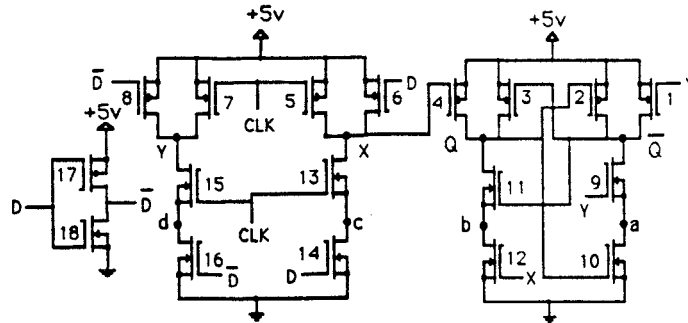 +5v +5v
D̅ 8 7 5 6 D 4 3 2 1 Y
CLK
+5v
Y X Q Q̅
17 15 13 11 9
D D̅ Y
d CLK c b a
18 16 D̅ D 14 12 X 10